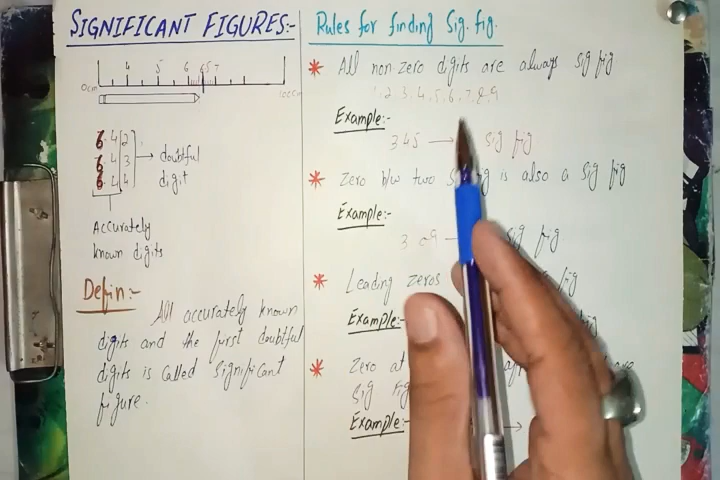 SIGNIFICANT FIGURES:-
4 5 6 6.5 7
0cm
6.4 2
6.4 3
6.4 4
doubtful
digit
Accurately
known digits
Defin:-
All accurately known
digits and the first doubtful
digits is called Significant
figure.
Rules for finding Sig. fig.
* All non zero digits are always sig fig.
1, 2, 3, 4, 5, 6, 7, 8, 9
Example:-
345 → sig fig
* Zero b/w two is also a sig fig
Example:-
309 sig fig
* Leading zeros fig
Example:-
* Zero at are
Sig fig
Example:-